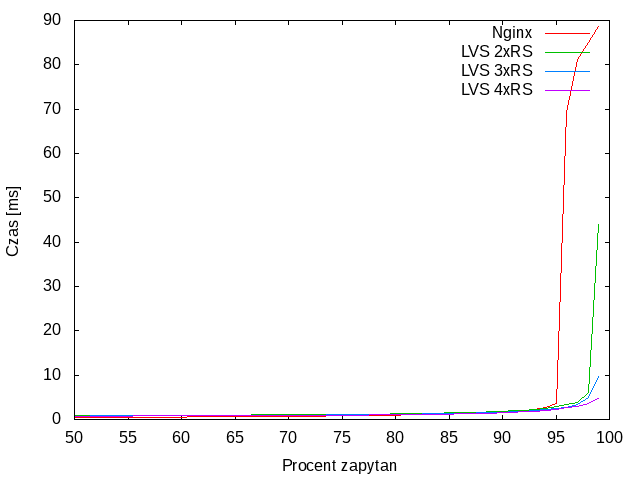 90
80
70
60
50
40
30
20
10
0
Czas [ms]
Nginx
LVS 2xRS
LVS 3xRS
LVS 4xRS
50 55 60 65 70 75 80 85 90 95 100
Procent zapytan